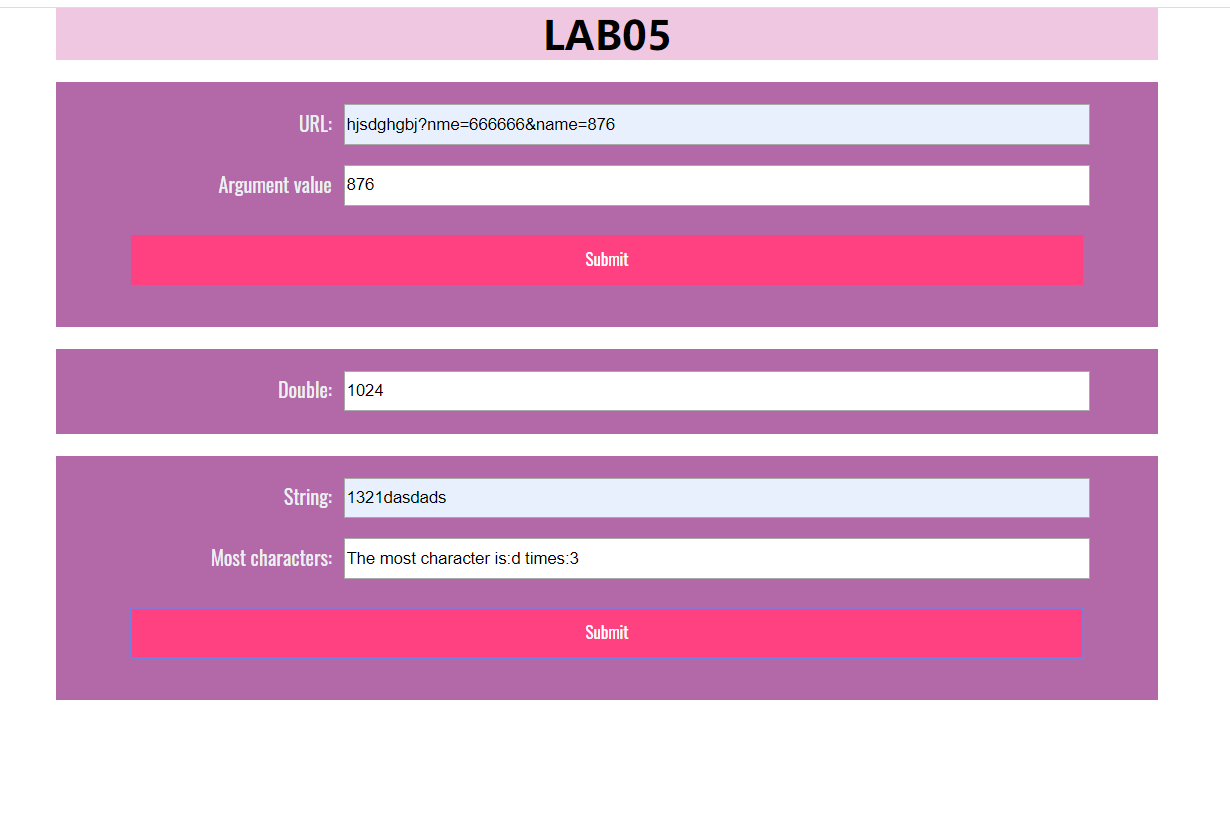 LAB05
URL: hjsdghgbj?nme=666666&name=876
Argument value 876
Submit
Double: 1024
String: 1321dasdads
Most characters: The most character is:d times:3
Submit